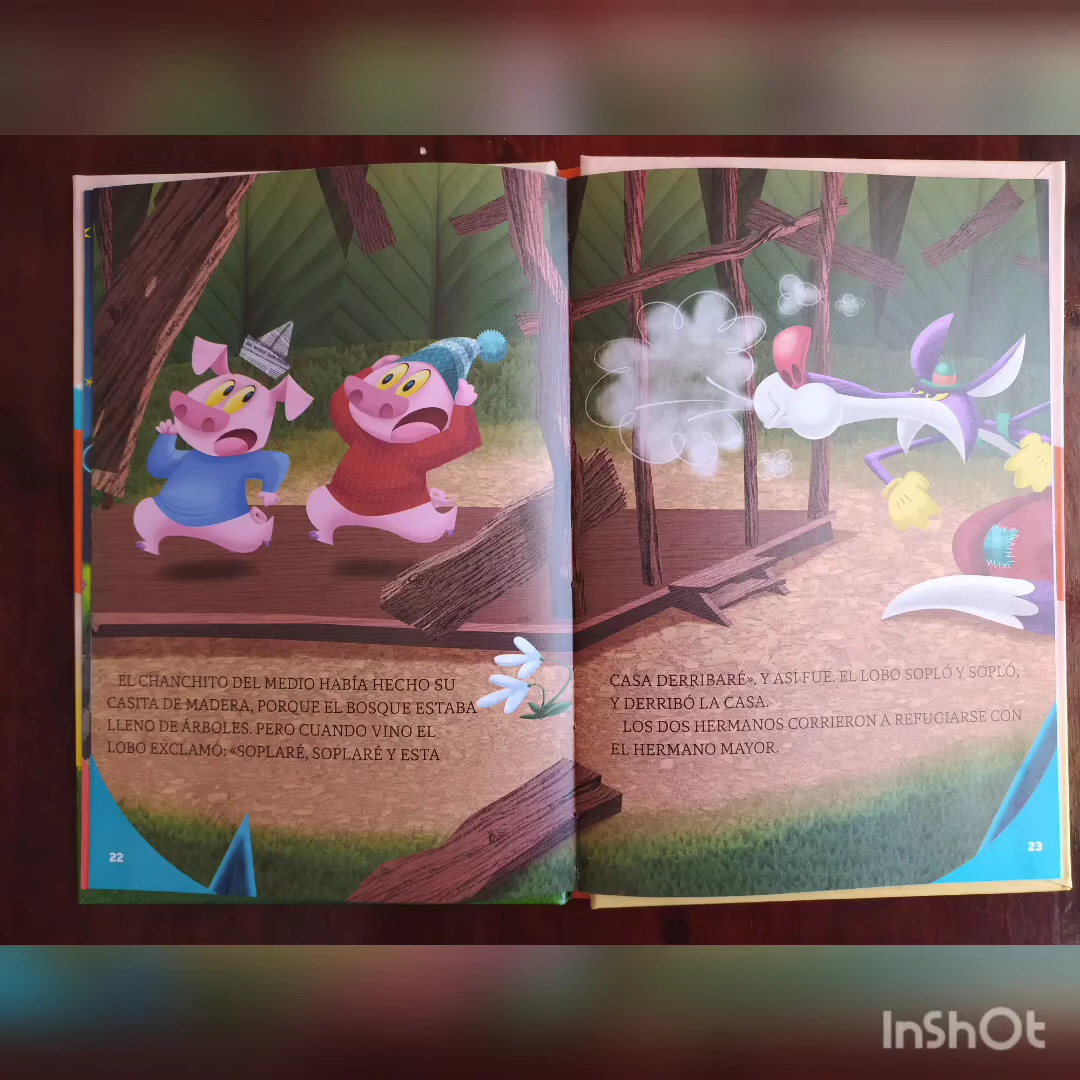 EL CHANCHITO DEL MEDIO HABÍA HECHO SU
CASITA DE MADERA, PORQUE EL BOSQUE ESTABA
LLENO DE ÁRBOLES. PERO CUANDO VINO EL
LOBO EXCLAMÓ: «SOPLARÉ, SOPLARÉ Y ESTA
22
CASA DERRIBARÉ». Y ASÍ FUE. EL LOBO SOPLÓ Y SOPLÓ,
Y DERRIBÓ LA CASA.
LOS DOS HERMANOS CORRIERON A REFUGIARSE CON
EL HERMANO MAYOR.
23
InShOt